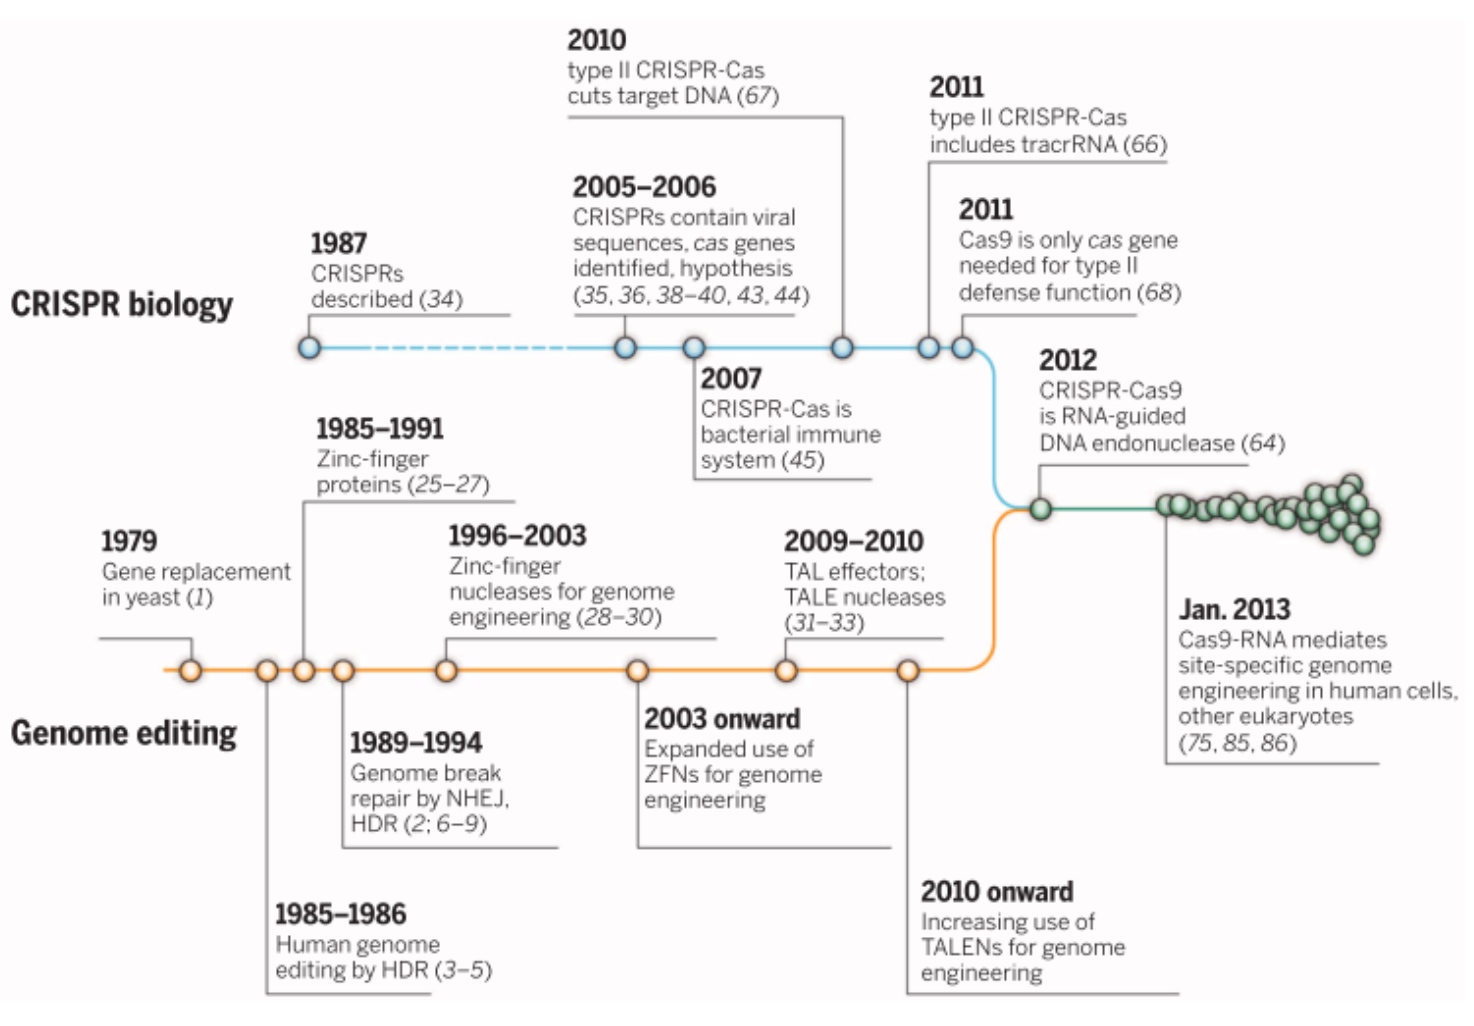 2010
type II CRISPR-Cas
cuts target DNA (67)
2011
type II CRISPR-Cas
includes tracrRNA (66)
2005–2006
CRISPRs contain viral
sequences, cas genes
identified, hypothesis
(35, 36, 38–40, 43, 44)
2011
Cas9 is only cas gene
needed for type II
defense function (68)
1987
CRISPRs
described (34)
CRISPR biology
2007
CRISPR-Cas is
bacterial immune
system (45)
2012
CRISPR-Cas9
is RNA-guided
DNA endonuclease (64)
1985–1991
Zinc-finger
proteins (25–27)
1979
Gene replacement
in yeast (1)
1996–2003
Zinc-finger
nucleases for genome
engineering (28–30)
2009–2010
TAL effectors;
TALE nucleases
(31–33)
Jan. 2013
Cas9-RNA mediates
site-specific genome
engineering in human cells,
other eukaryotes
(75, 85, 86)
Genome editing
1989–1994
Genome break
repair by NHEJ,
HDR (2; 6–9)
2003 onward
Expanded use of
ZFNs for genome
engineering
1985–1986
Human genome
editing by HDR (3–5)
2010 onward
Increasing use of
TALENs for genome
engineering